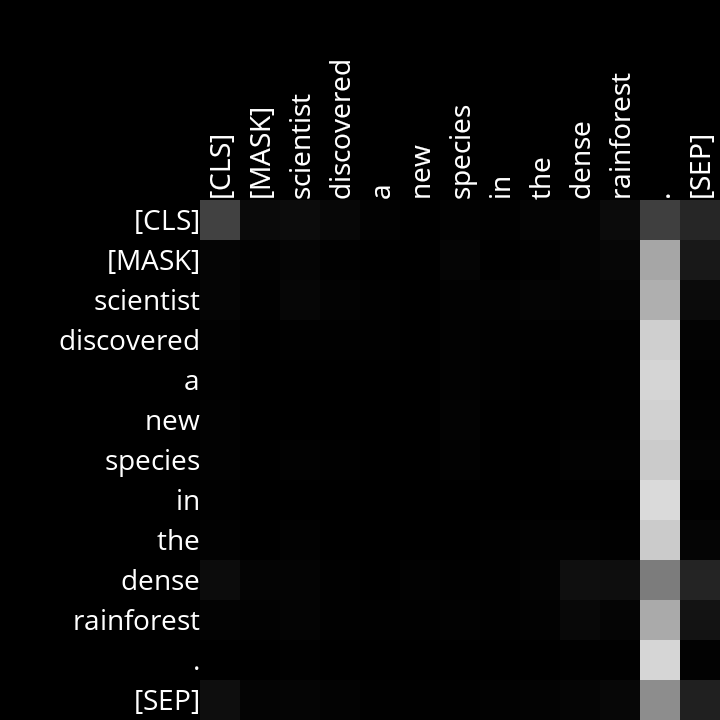 [CLS] [MASK] scientist discovered a new species in the dense rainforest . [SEP]
[CLS]
[MASK]
scientist
discovered
a
new
species
in
the
dense
rainforest
.
[SEP]